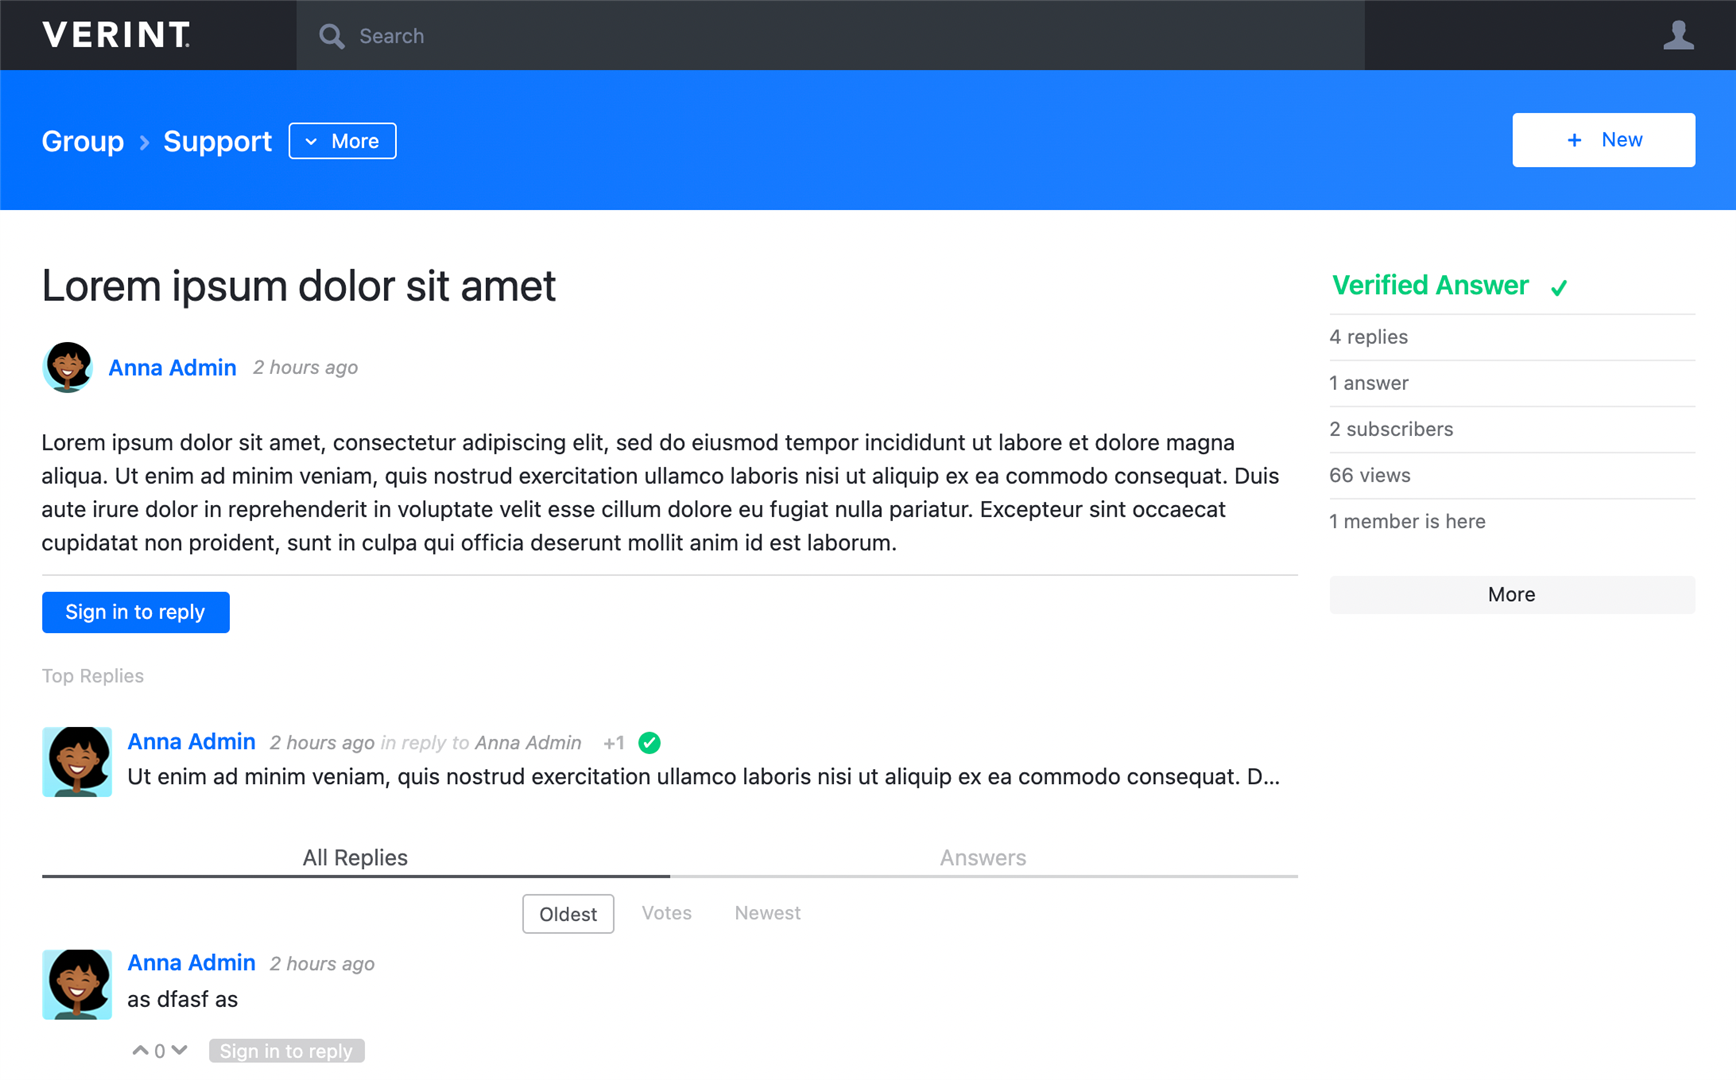 VERINT.
Search
Group > Support
More
+ New
Lorem ipsum dolor sit amet
Anna Admin 2 hours ago
Lorem ipsum dolor sit amet, consectetur adipiscing elit, sed do eiusmod tempor incididunt ut labore et dolore magna
aliqua. Ut enim ad minim veniam, quis nostrud exercitation ullamco laboris nisi ut aliquip ex ea commodo consequat. Duis
aute irure dolor in reprehenderit in voluptate velit esse cillum dolore eu fugiat nulla pariatur. Excepteur sint occaecat
cupidatat non proident, sunt in culpa qui officia deserunt mollit anim id est laborum.
Sign in to reply
Top Replies
Anna Admin 2 hours ago in reply to Anna Admin +1
Ut enim ad minim veniam, quis nostrud exercitation ullamco laboris nisi ut aliquip ex ea commodo consequat. D...
All Replies
Answers
Oldest
Votes
Newest
Anna Admin 2 hours ago
as dfasf as
0
Sign in to reply
Verified Answer
4 replies
1 answer
2 subscribers
66 views
1 member is here
More